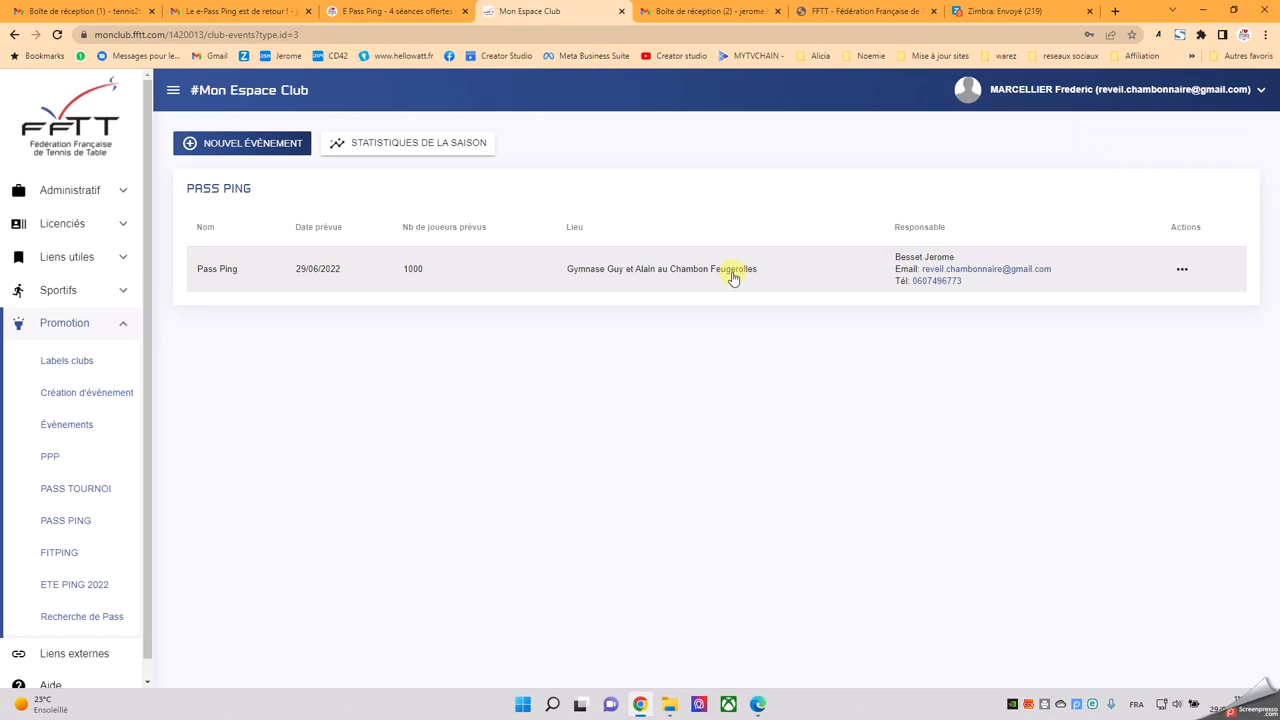 Boîte de réception (1) - tennis2t
Le e-Pass Ping est de retour ! - j
E Pass Ping - 4 séances offertes
Mon Espace Club
Boîte de réception (2) - jerome.b
FFTT - Fédération Française de T
Zimbra: Envoyé (219)
monclub.fftt.com/1420013/club-events?type.id=3
Bookmarks
Messages pour le...
Gmail
Jerome
CD42
www.hellowatt.fr
Creator Studio
Meta Business Suite
Creator studio
MYTVCHAIN -
Alicia
Noemie
Mise à jour sites
warez
reseaux sociaux
Affiliation
»
Autres favoris
FFTT
Fédération Française
de Tennis de Table
#Mon Espace Club
MARCELLIER Frederic (reveil.chambonnaire@gmail.com)
NOUVEL ÉVÈNEMENT
STATISTIQUES DE LA SAISON
PASS PING
Nom
Date prévue
Nb de joueurs prévus
Lieu
Responsable
Actions
Pass Ping
29/06/2022
1000
Gymnase Guy et Alain au Chambon Feugerolles
Besset Jerome
Email: reveil.chambonnaire@gmail.com
Tél: 0607496773
Administratif
Licenciés
Liens utiles
Sportifs
Promotion
Labels clubs
Création d'évènement
Évènements
PPP
PASS TOURNOI
PASS PING
FITPING
ETE PING 2022
Recherche de Pass
Liens externes
Aide
23°C
Ensoleillé
FRA
Screenpresso
.com